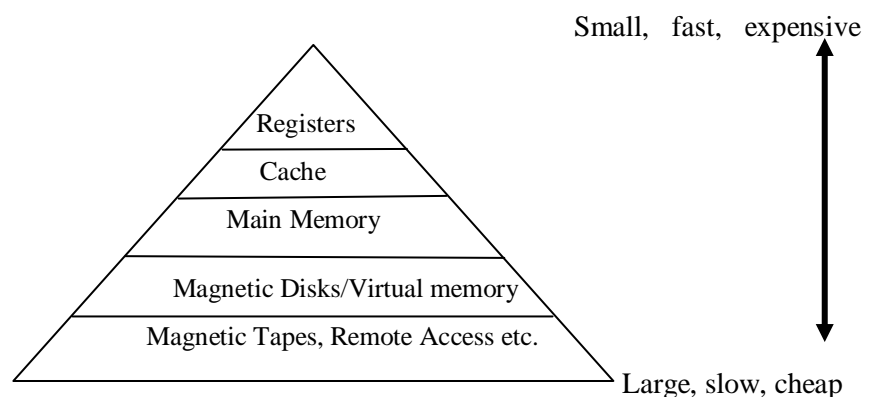 Small, fast, expensive
Registers
Cache
Main Memory
Magnetic Disks/Virtual memory
Magnetic Tapes, Remote Access etc.
Large, slow, cheap